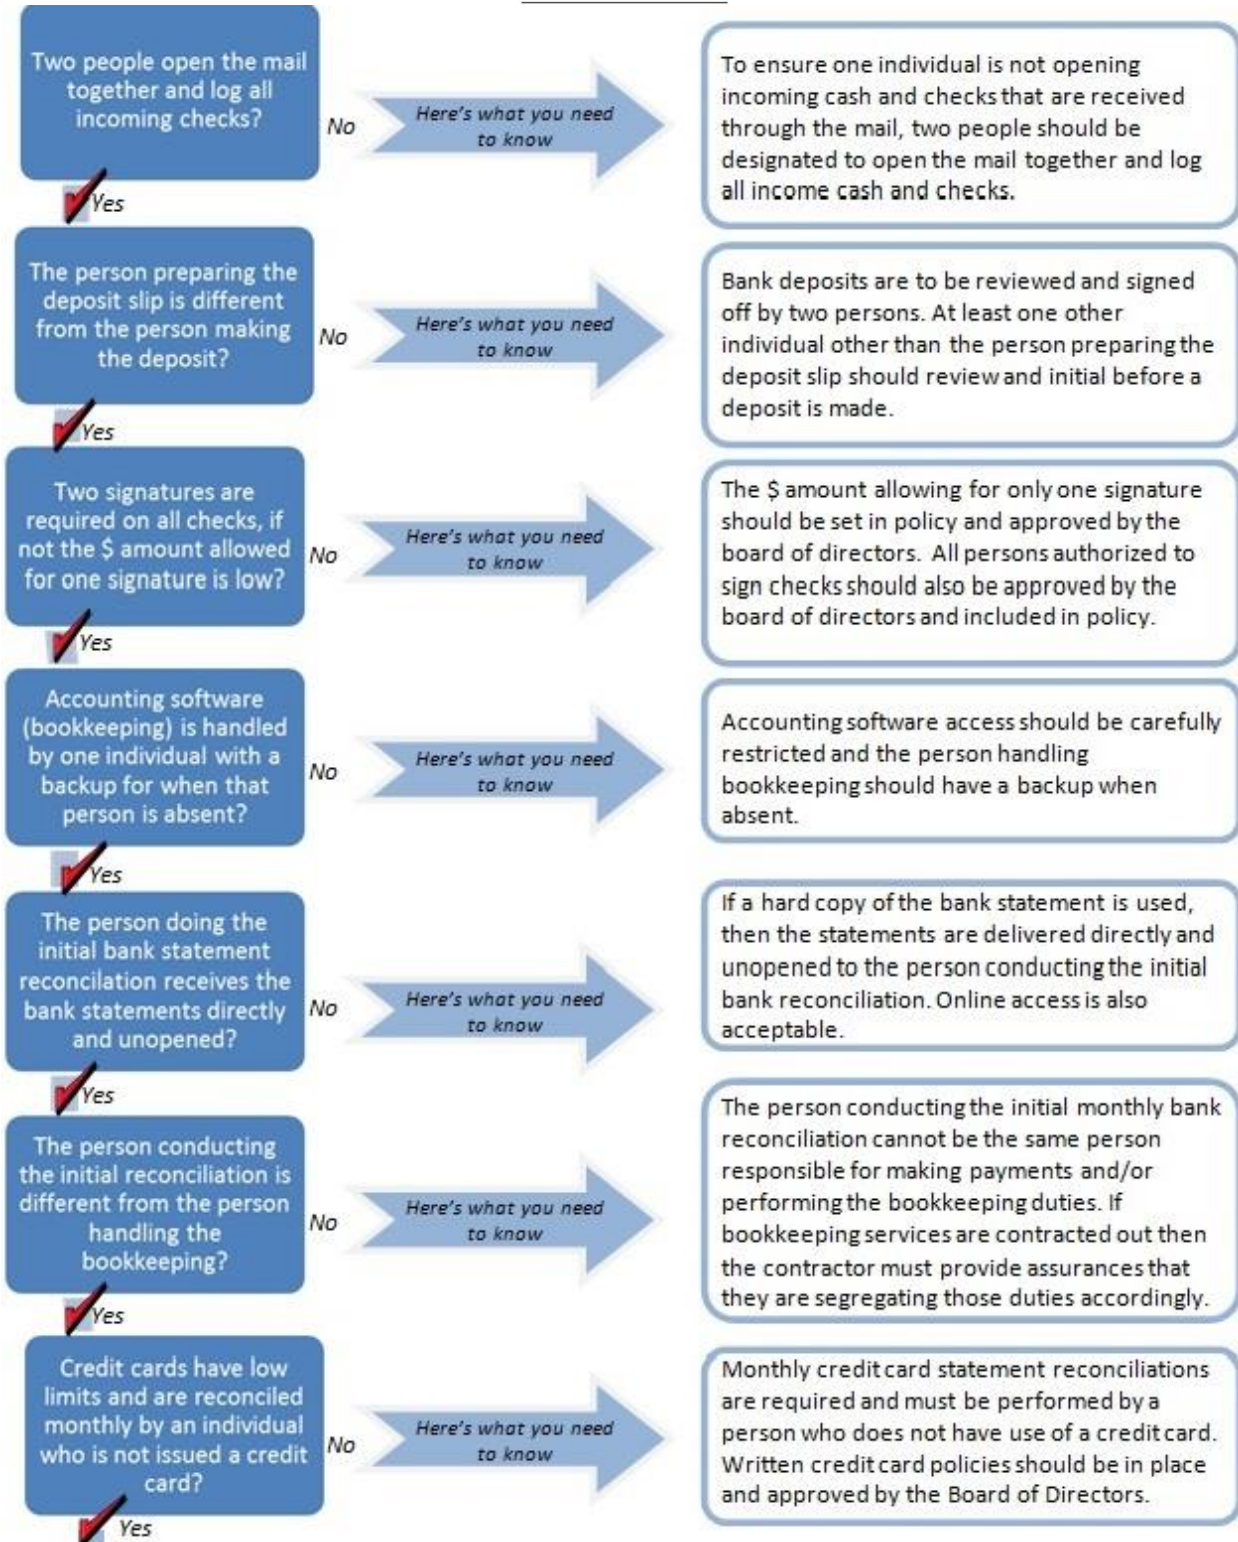 Two people open the mail
together and log all
incoming checks?
No
Here's what you need
to know
To ensure one individual is not opening
incoming cash and checks that are received
through the mail, two people should be
designated to open the mail together and log
all income cash and checks.
Yes
The person preparing the
deposit slip is different
from the person making
the deposit?
No
Here's what you need
to know
Bank deposits are to be reviewed and signed
off by two persons. At least one other
individual other than the person preparing the
deposit slip should review and initial before a
deposit is made.
Yes
Two signatures are
required on all checks, if
not the $ amount allowed
for one signature is low?
No
Here's what you need
to know
The $ amount allowing for only one signature
should be set in policy and approved by the
board of directors. All persons authorized to
sign checks should also be approved by the
board of directors and included in policy.
Yes
Accounting software
(bookkeeping) is handled
by one individual with a
backup for when that
person is absent?
No
Here's what you need
to know
Accounting software access should be carefully
restricted and the person handling
bookkeeping should have a backup when
absent.
Yes
The person doing the
initial bank statement
reconcilation receives the
bank statements directly
and unopened?
No
Here's what you need
to know
If a hard copy of the bank statement is used,
then the statements are delivered directly and
unopened to the person conducting the initial
bank reconciliation. Online access is also
acceptable.
Yes
The person conducting
the initial reconciliation is
different from the person
handling the
bookkeeping?
No
Here's what you need
to know
The person conducting the initial monthly bank
reconciliation cannot be the same person
responsible for making payments and/or
performing the bookkeeping duties. If
bookkeeping services are contracted out then
the contractor must provide assurances that
they are segregating those duties accordingly.
Yes
Credit cards have low
limits and are reconciled
monthly by an individual
who is not issued a credit
card?
No
Here's what you need
to know
Monthly credit card statement reconciliations
are required and must be performed by a
person who does not have use of a credit card.
Written credit card policies should be in place
and approved by the Board of Directors.
Yes